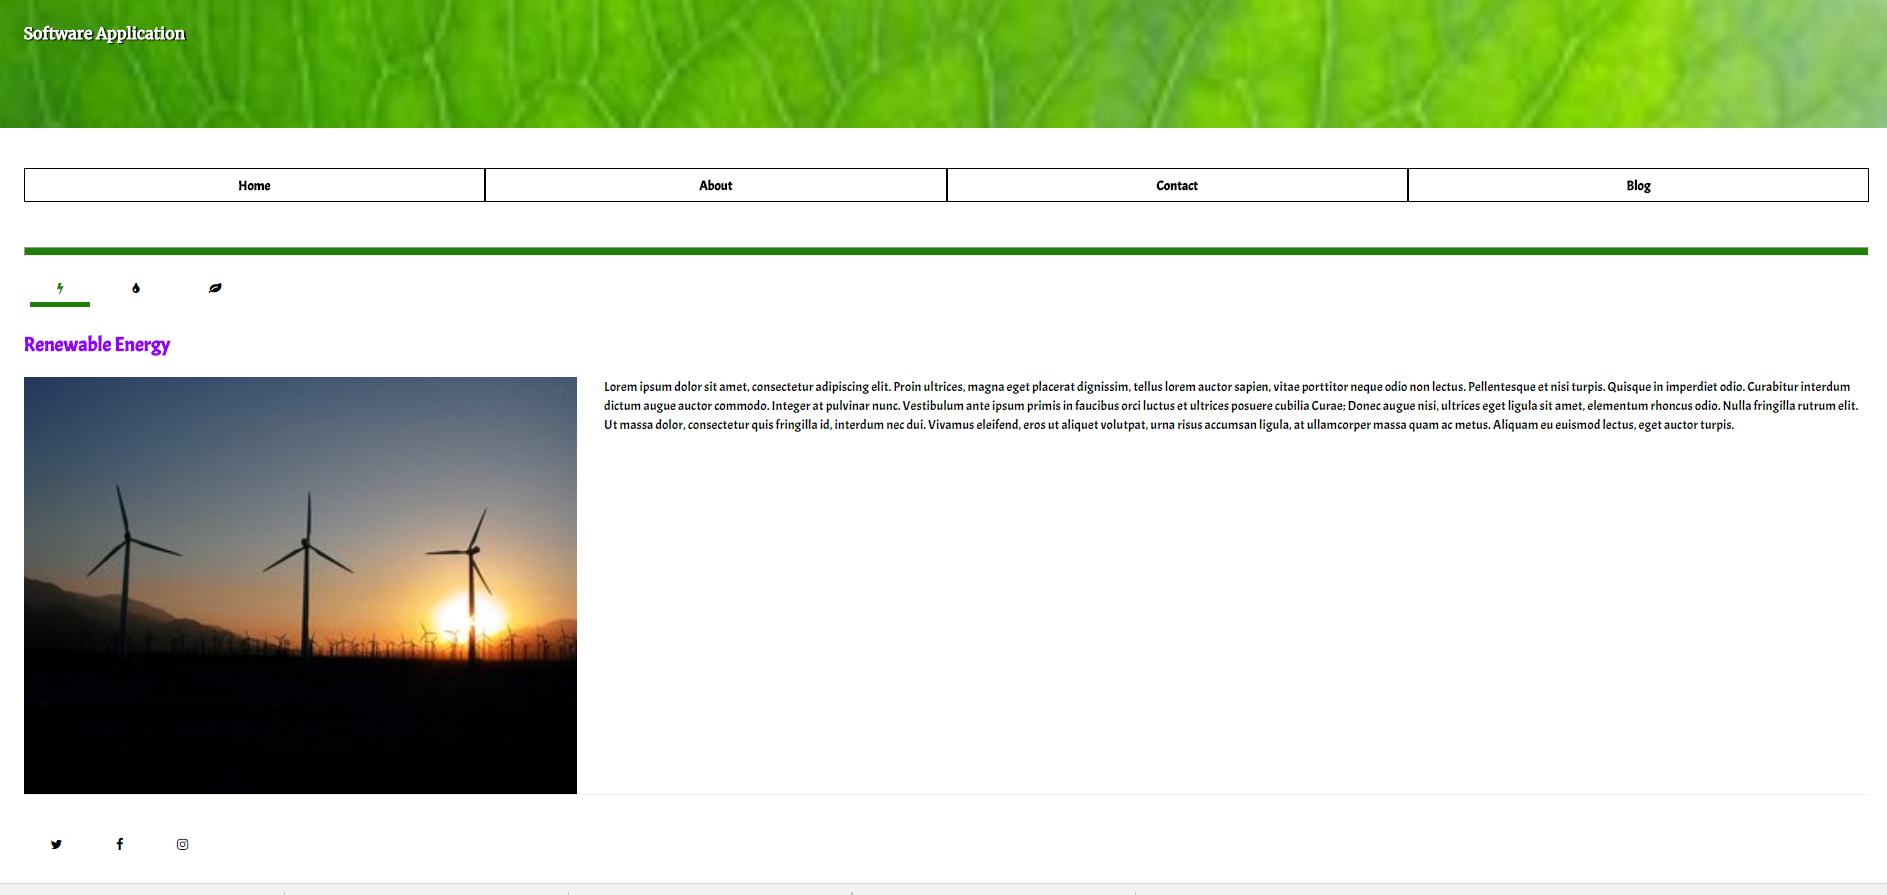 Software Application
Home About Contact Blog
Renewable Energy
Lorem ipsum dolor sit amet, consectetur adipiscing elit. Proin ultrices, magna eget placerat dignissim, tellus lorem auctor sapien, vitae porttitor neque odio non lectus. Pellentesque et nisi turpis. Quisque in imperdiet odio. Curabitur interdum
dictum augue auctor commodo. Integer at pulvinar nunc. Vestibulum ante ipsum primis in faucibus orci luctus et ultrices posuere cubilia Curae; Donec augue nisi, ultrices eget ligula sit amet, elementum rhoncus odio. Nulla fringilla rutrum elit.
Ut massa dolor, consectetur quis fringilla id, interdum nec dui. Vivamus eleifend, eros ut aliquet volutpat, urna risus accumsan ligula, at ullamcorper massa quam ac metus. Aliquam eu euismod lectus, eget auctor turpis.